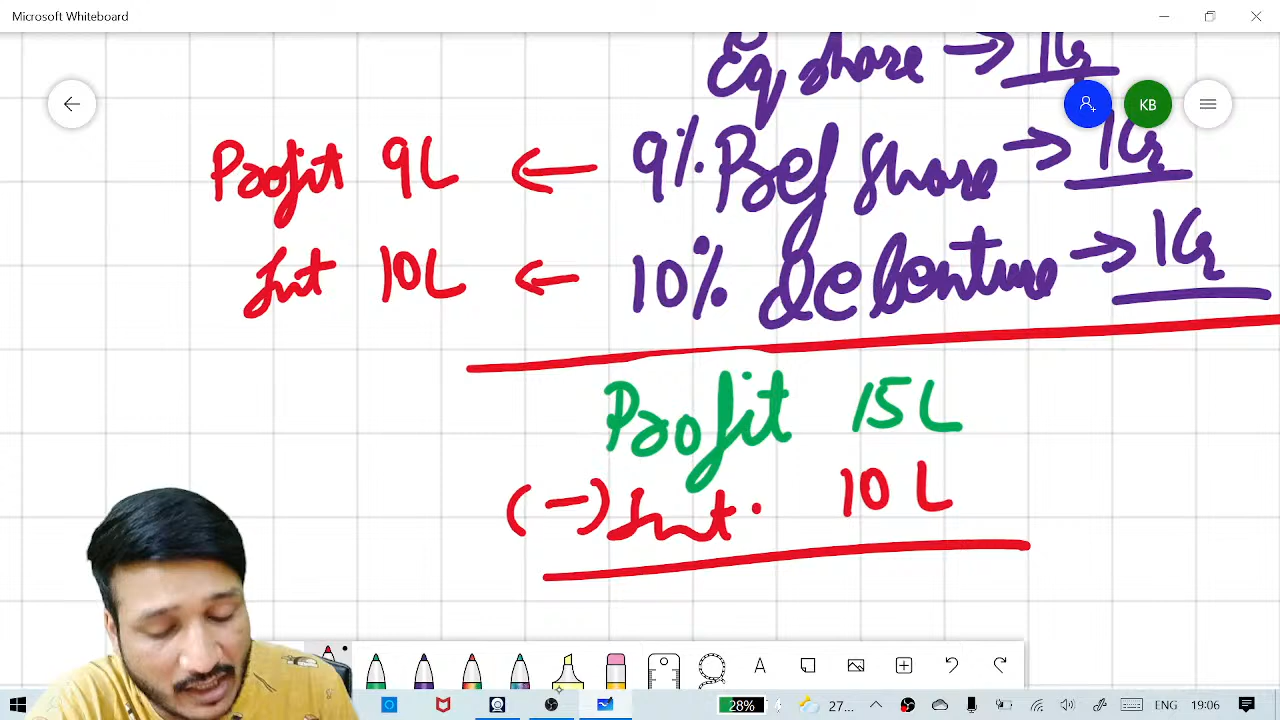 Microsoft Whiteboard
Eq share → 1Cr
KB
Profit 9L ← 9% Pref share → 1Cr
Int 10L ← 10% debenture → 1Cr
Profit 15L
(-) Int. 10L
A
28%
27...
ENG
19:06